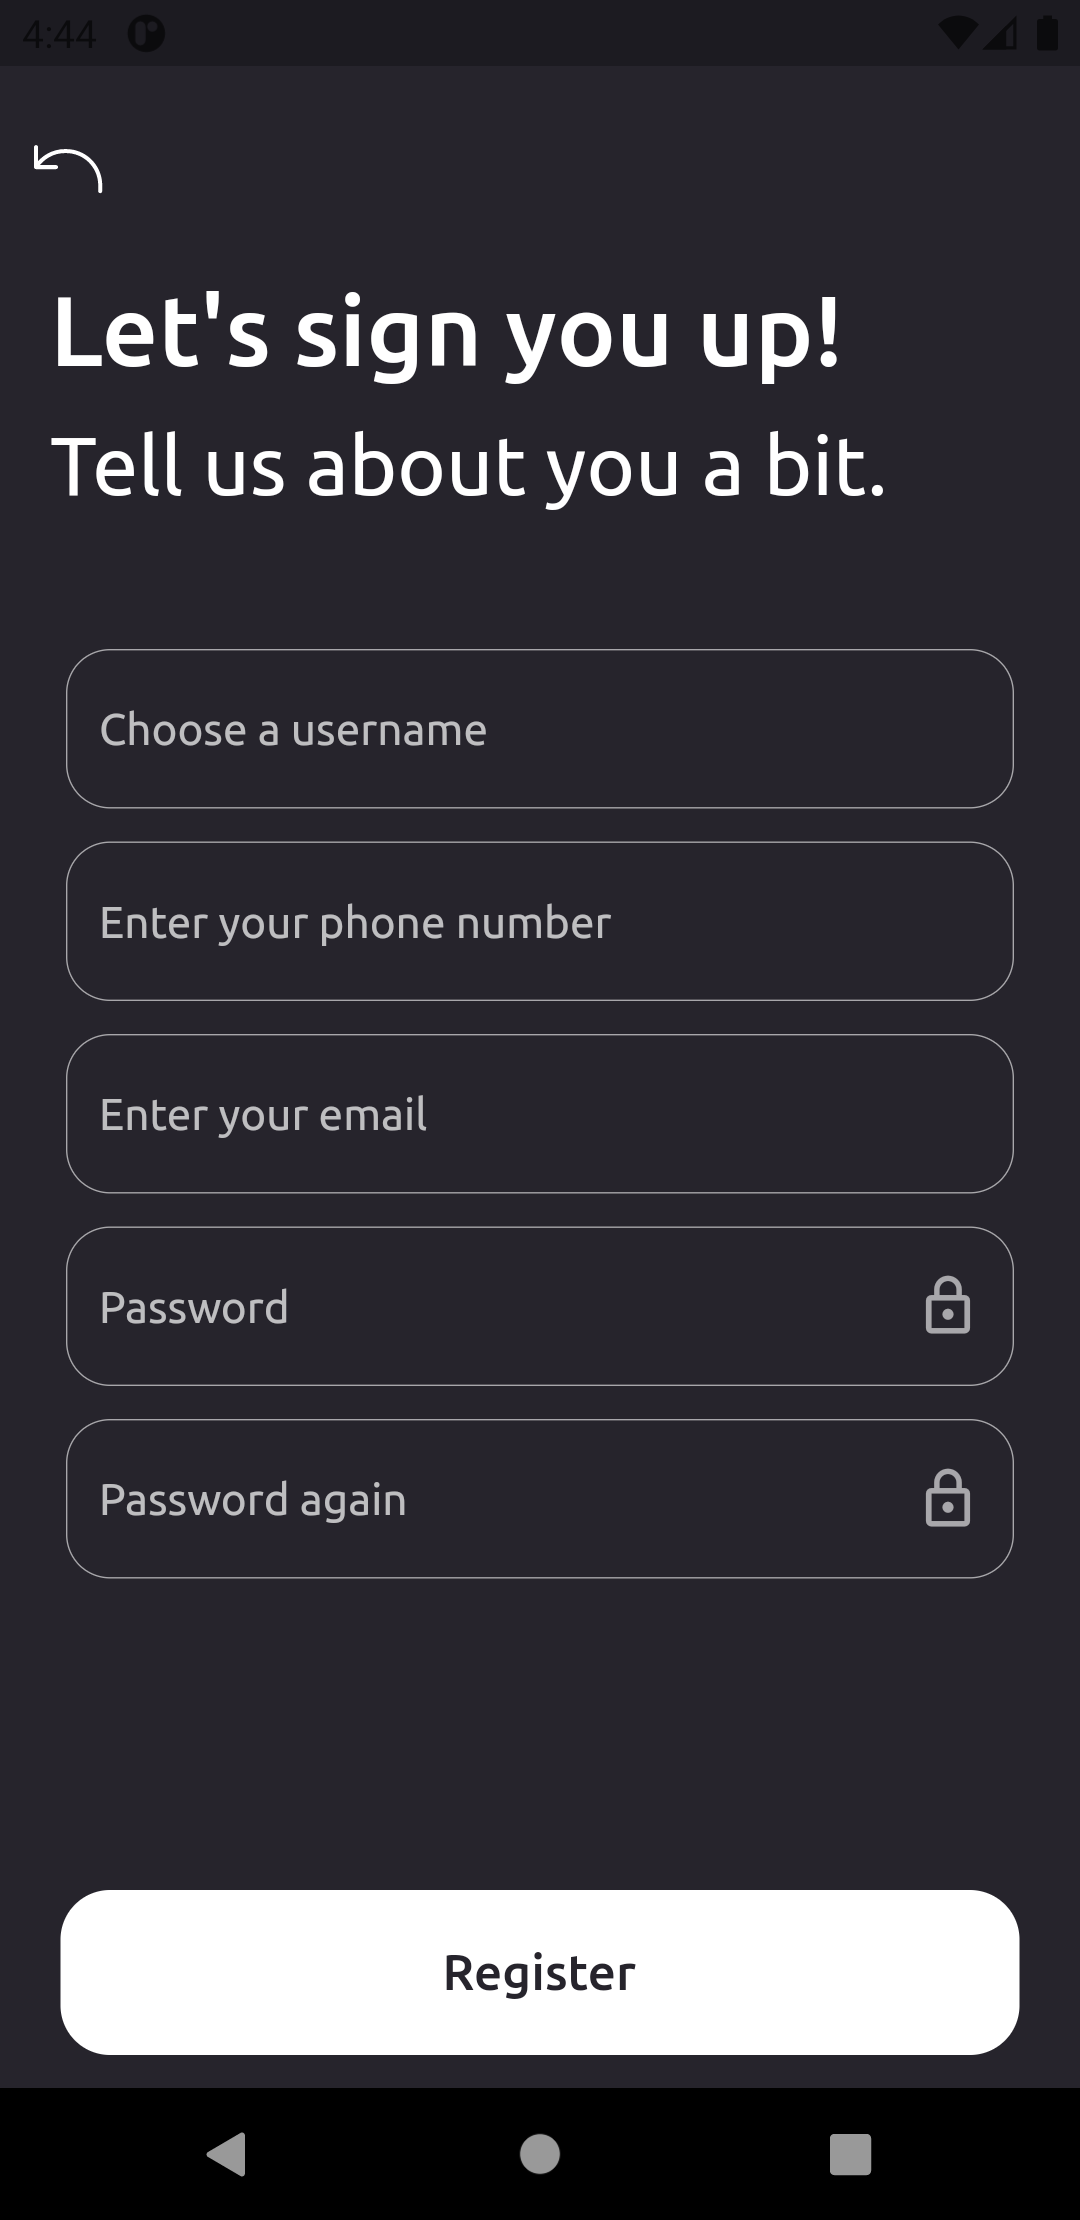 4:44
Let's sign you up!
Tell us about you a bit.
Choose a username
Enter your phone number
Enter your email
Password
Password again
Register